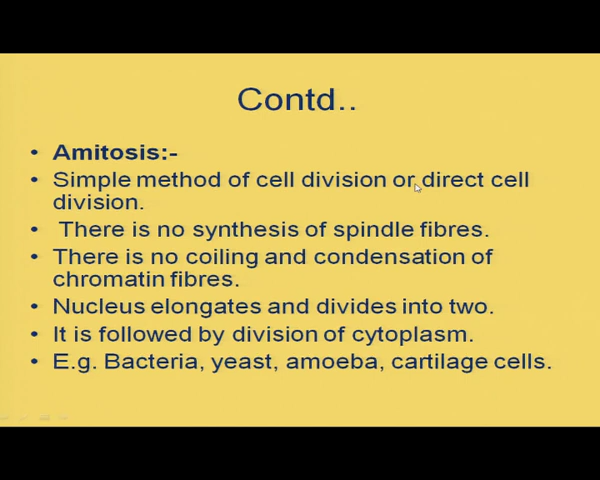 Contd..
• Amitosis:-
• Simple method of cell division or direct cell
division.
• There is no synthesis of spindle fibres.
• There is no coiling and condensation of
chromatin fibres.
• Nucleus elongates and divides into two.
• It is followed by division of cytoplasm.
• E.g. Bacteria, yeast, amoeba, cartilage cells.